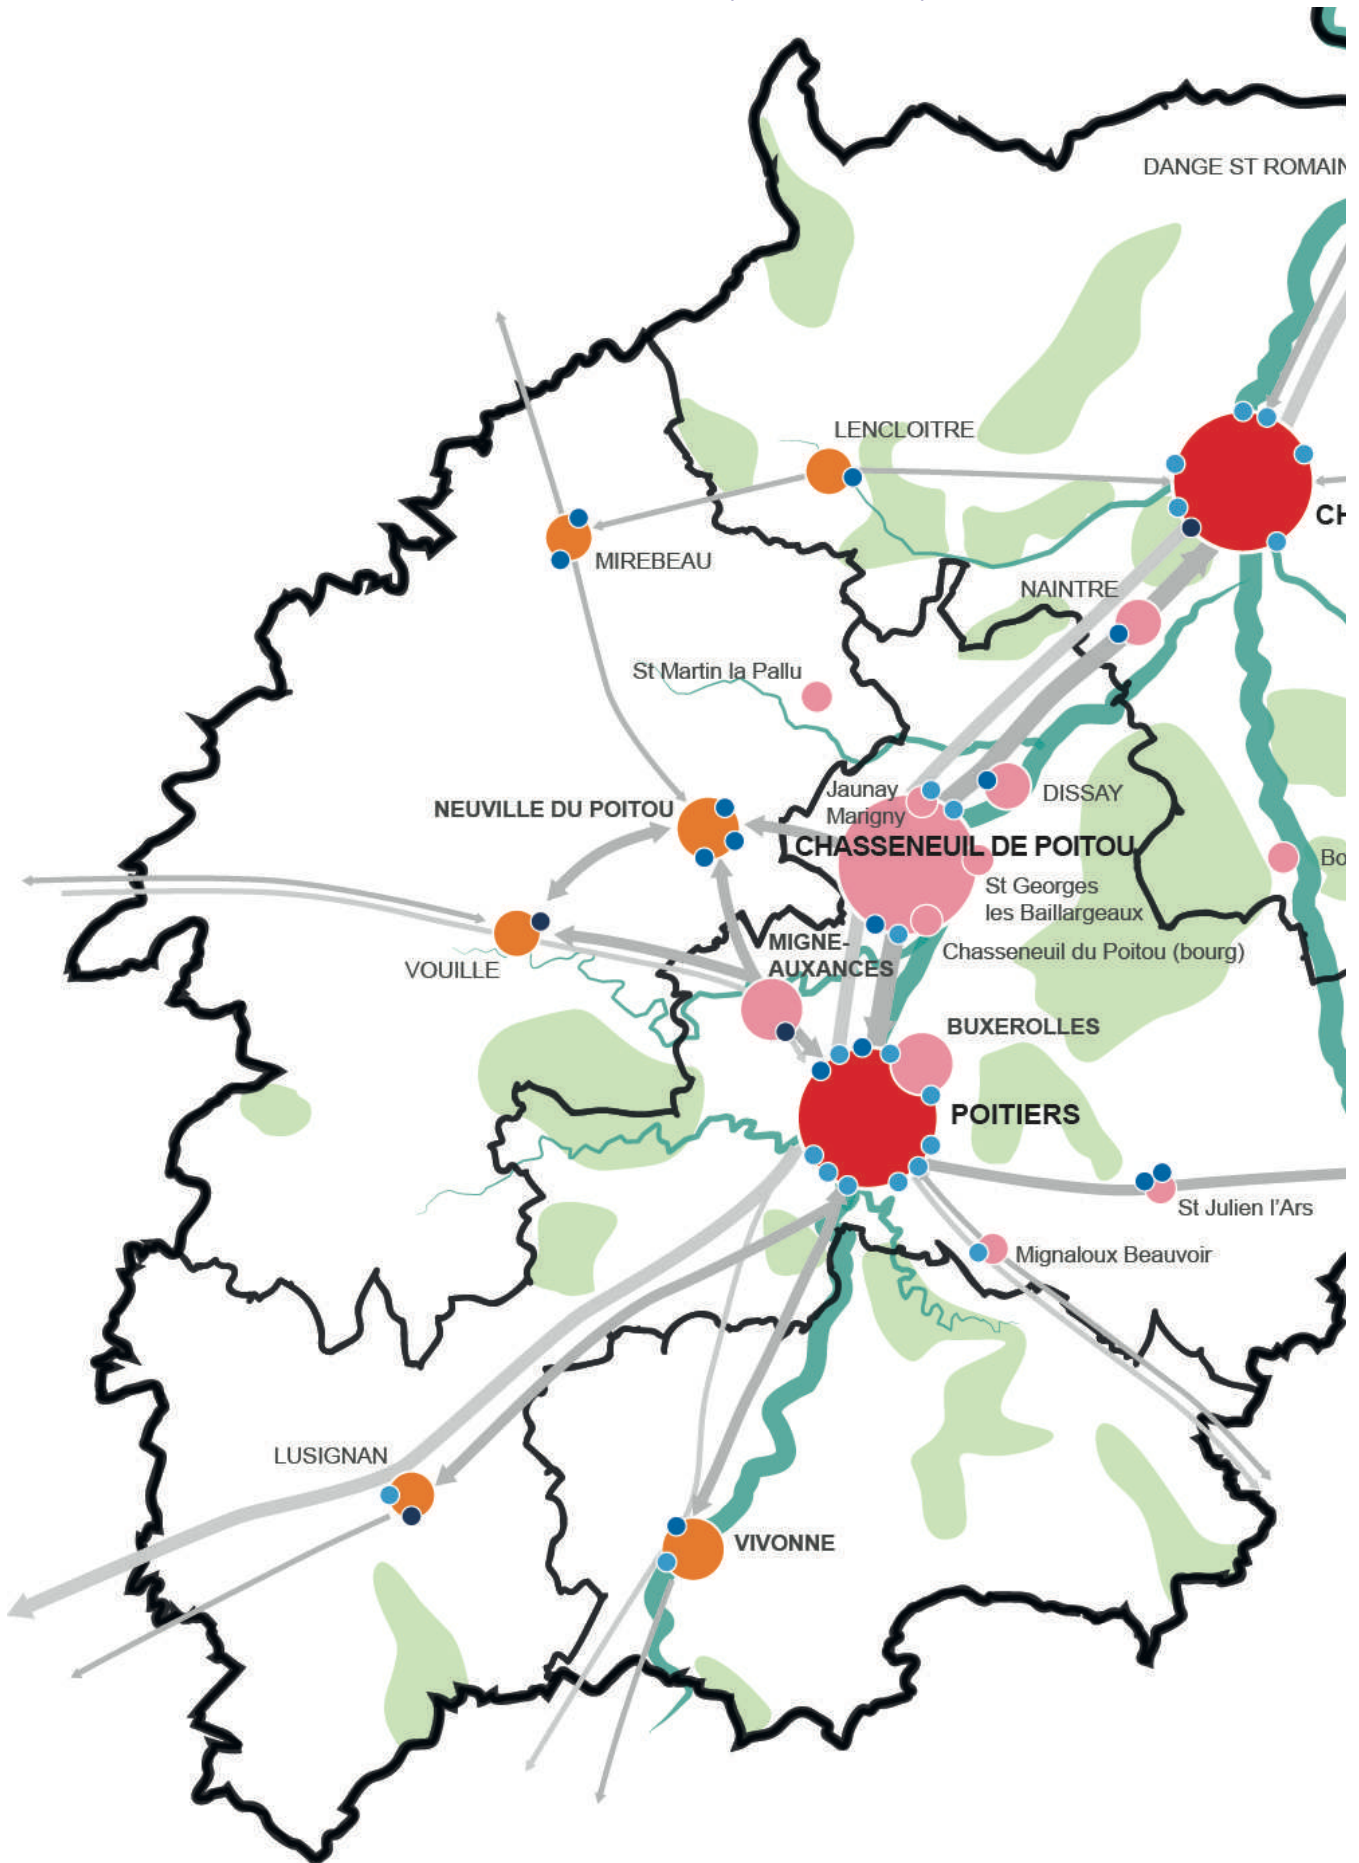 DANGE ST ROMAIN
LENCLOITRE
CH
MIREBEAU
NAINTRE
St Martin la Pallu
Jaunay
Marigny
DISSAY
NEUVILLE DU POITOU
CHASSENEUIL DE POITOU
Bo
St Georges
les Baillargeaux
MIGNE-
AUXANCES
Chasseneuil du Poitou (bourg)
VOUILLE
BUXEROLLES
POITIERS
St Julien l'Ars
Mignaloux Beauvoir
LUSIGNAN
VIVONNE